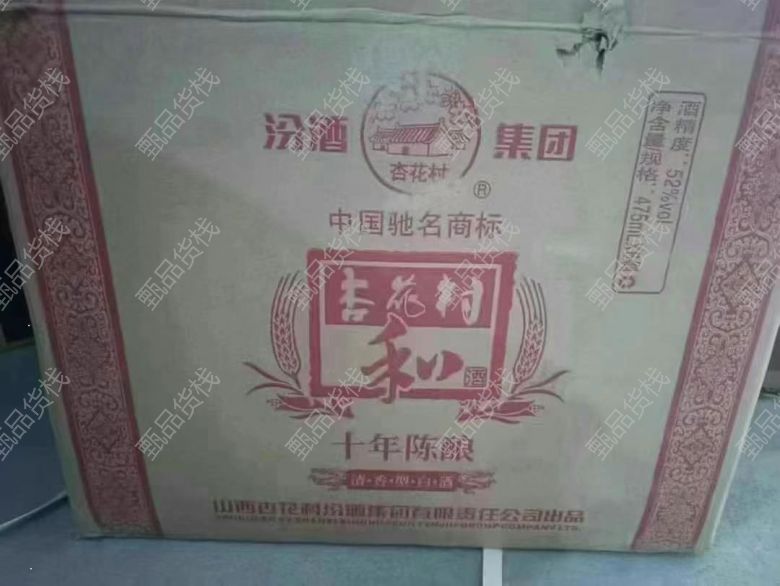 汾酒
杏花村
®
集团
中国驰名商标
酒精度：52%vol
净含量/规格：475mL
杏花村
和
酒
十年陈酿
清·香·型·白·酒
山西杏花村汾酒集团有限责任公司出品
甄品货栈